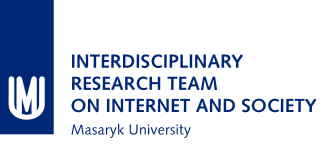 INTERDISCIPLINARY
RESEARCH TEAM
ON INTERNET AND SOCIETY
Masaryk University